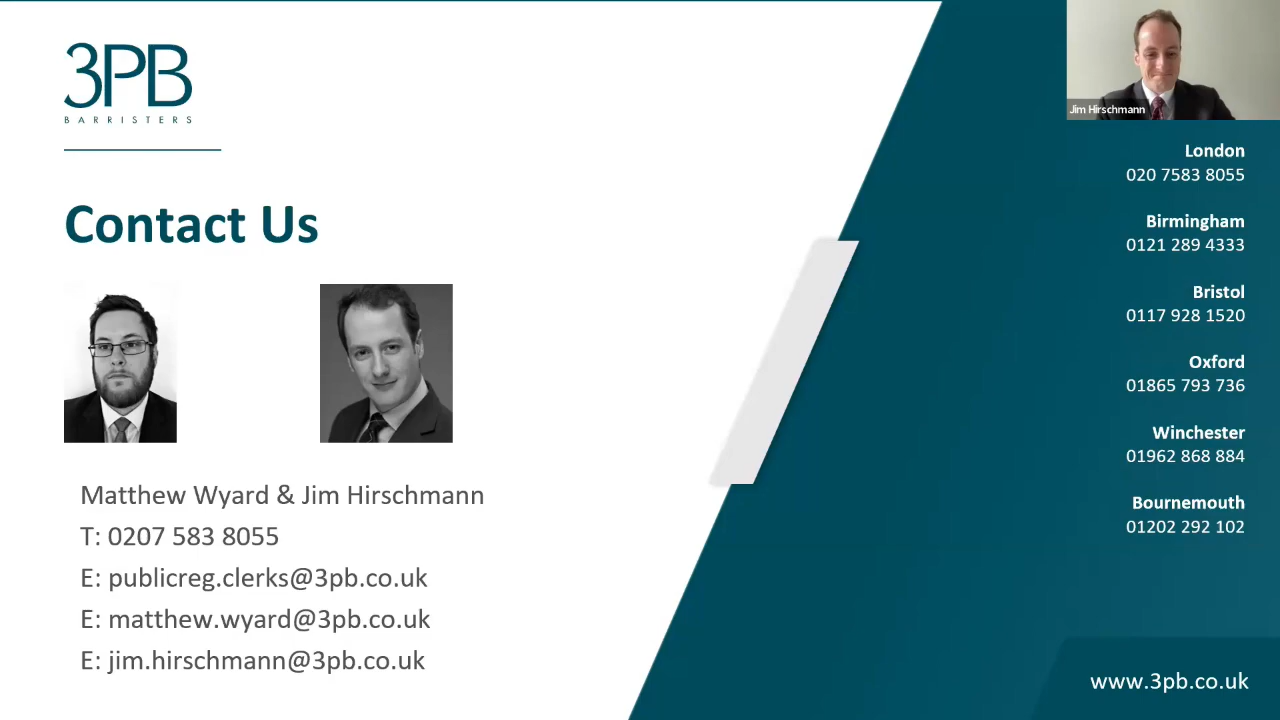 3PB
BARRISTERS
Contact Us
Matthew Wyard & Jim Hirschmann
T: 0207 583 8055
E: publicreg.clerks@3pb.co.uk
E: matthew.wyard@3pb.co.uk
E: jim.hirschmann@3pb.co.uk
Jim Hirschmann
London
020 7583 8055
Birmingham
0121 289 4333
Bristol
0117 928 1520
Oxford
01865 793 736
Winchester
01962 868 884
Bournemouth
01202 292 102
www.3pb.co.uk